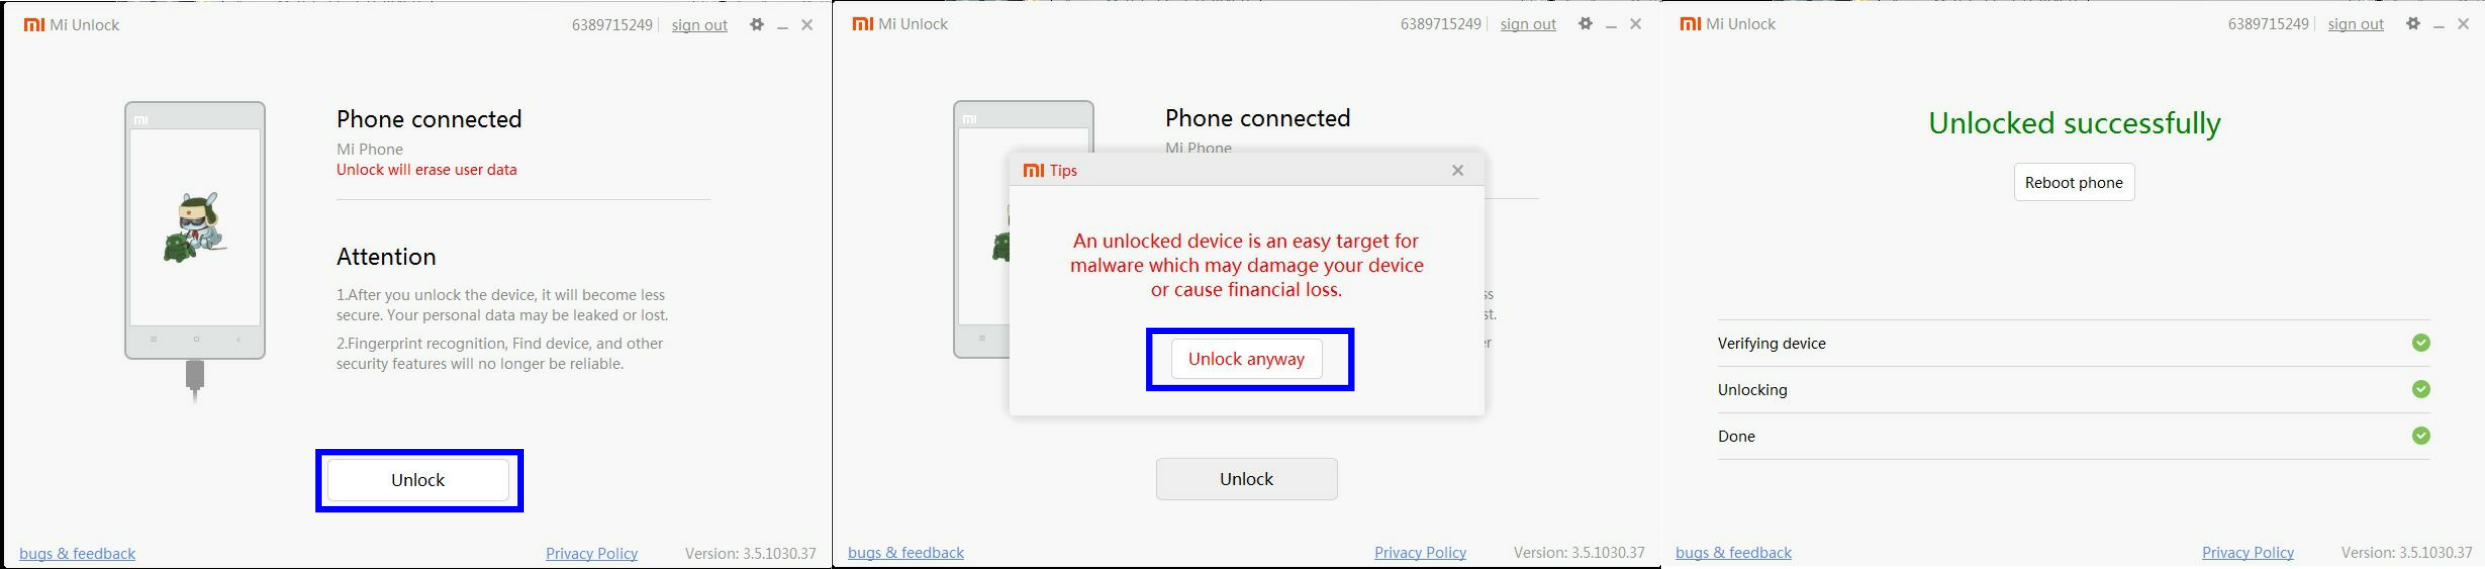 Mi Unlock
6389715249 sign out
Phone connected
Mi Phone
Unlock will erase user data
Attention
1.After you unlock the device, it will become less
secure. Your personal data may be leaked or lost.
2.Fingerprint recognition, Find device, and other
security features will no longer be reliable.
Unlock
bugs & feedback
Privacy Policy
Version: 3.5.1030.37
Mi Unlock
6389715249 sign out
Phone connected
Mi Phone
Tips
An unlocked device is an easy target for
malware which may damage your device
or cause financial loss.
Unlock anyway
Unlock
bugs & feedback
Privacy Policy
Version: 3.5.1030.37
Mi Unlock
6389715249 sign out
Unlocked successfully
Reboot phone
Verifying device
Unlocking
Done
bugs & feedback
Privacy Policy
Version: 3.5.1030.37